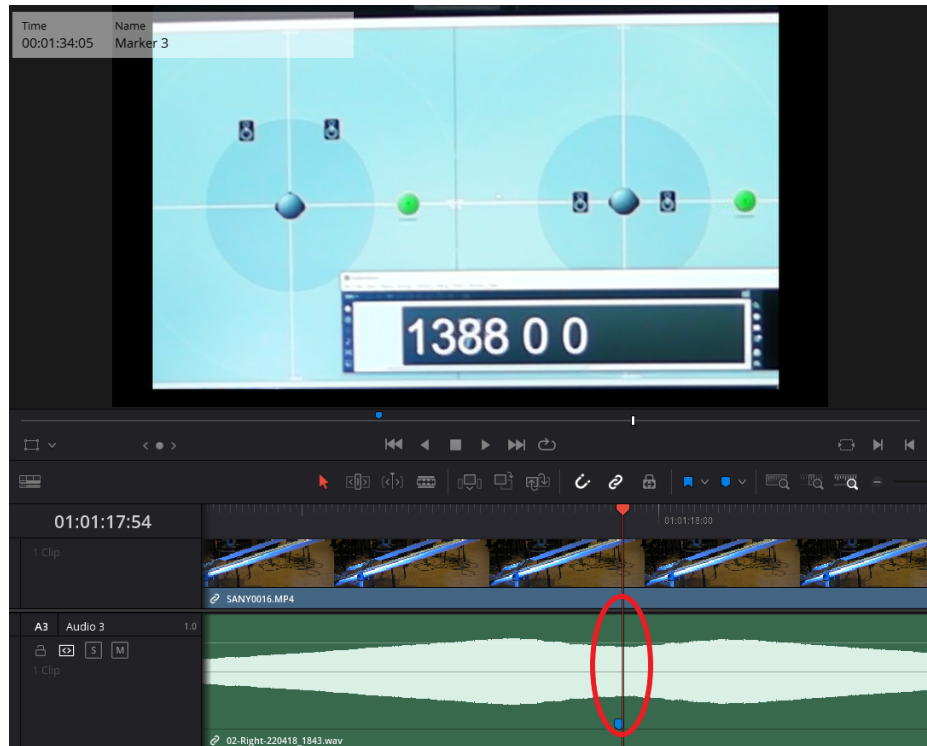 Time Name
00:01:34:05 Marker 3
1388 0 0
01:01:17:54
01:01:18:00
1 Clip
SANY0016.MP4
A3 Audio 3 1.0
S M
1 Clip
02-Right-220418_1843.wav